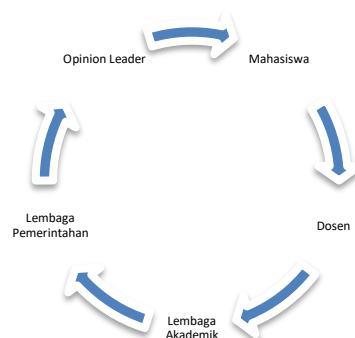 Opinion Leader
Mahasiswa
Dosen
Lembaga
Akademik
Lembaga
Pemerintahan